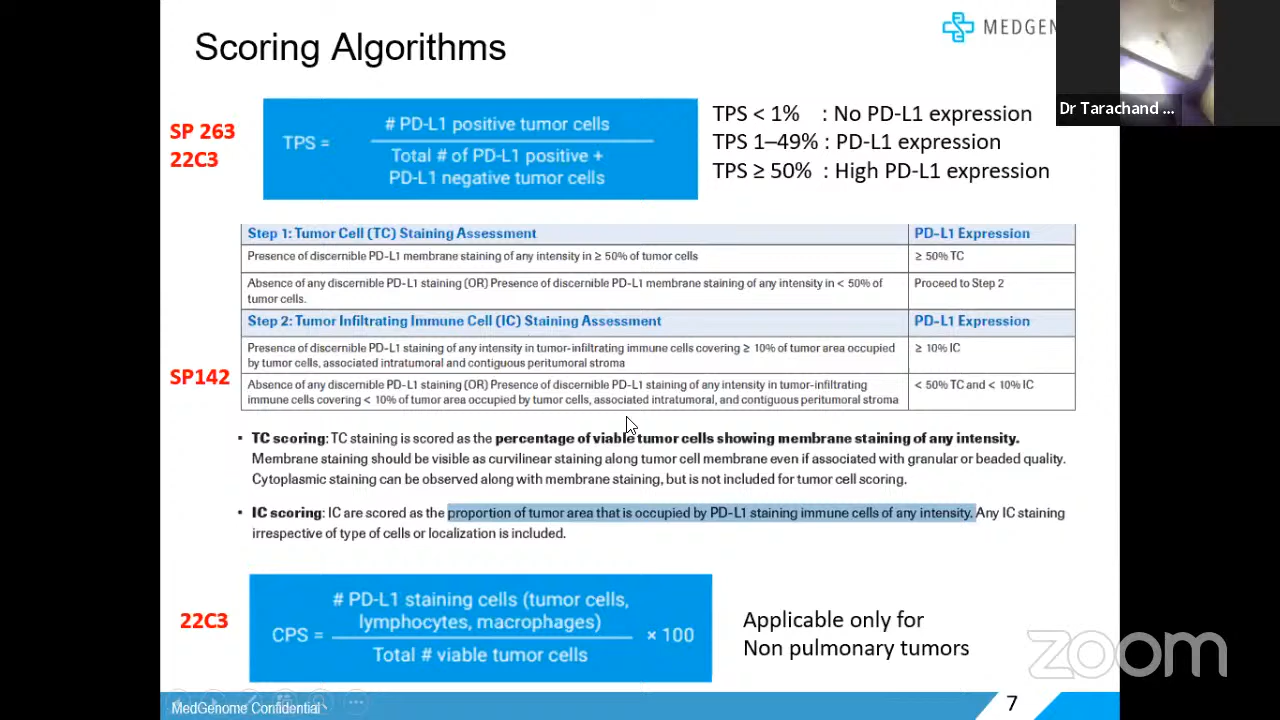 Scoring Algorithms
MEDGEN
Dr Tarachand ...
SP 263
22C3
TPS =
# PD-L1 positive tumor cells
Total # of PD-L1 positive +
PD-L1 negative tumor cells
TPS < 1% : No PD-L1 expression
TPS 1–49% : PD-L1 expression
TPS ≥ 50% : High PD-L1 expression
Step 1: Tumor Cell (TC) Staining Assessment PD-L1 Expression
Presence of discernible PD-L1 membrane staining of any intensity in ≥ 50% of tumor cells ≥ 50% TC
Absence of any discernible PD-L1 staining (OR) Presence of discernible PD-L1 membrane staining of any intensity in < 50% of Proceed to Step 2
tumor cells.
Step 2: Tumor Infiltrating Immune Cell (IC) Staining Assessment PD-L1 Expression
Presence of discernible PD-L1 staining of any intensity in tumor-infiltrating immune cells covering ≥ 10% of tumor area occupied ≥ 10% IC
by tumor cells, associated intratumoral and contiguous peritumoral stroma
SP142
Absence of any discernible PD-L1 staining (OR) Presence of discernible PD-L1 staining of any intensity in tumor-infiltrating < 50% TC and < 10% IC
immune cells covering < 10% of tumor area occupied by tumor cells, associated intratumoral, and contiguous peritumoral stroma
• TC scoring: TC staining is scored as the percentage of viable tumor cells showing membrane staining of any intensity.
Membrane staining should be visible as curvilinear staining along tumor cell membrane even if associated with granular or beaded quality.
Cytoplasmic staining can be observed along with membrane staining, but is not included for tumor cell scoring.
• IC scoring: IC are scored as the proportion of tumor area that is occupied by PD-L1 staining immune cells of any intensity. Any IC staining
irrespective of type of cells or localization is included.
22C3
CPS =
# PD-L1 staining cells (tumor cells,
lymphocytes, macrophages)
Total # viable tumor cells
× 100
Applicable only for
Non pulmonary tumors
zoom
MedGenome Confidential
7